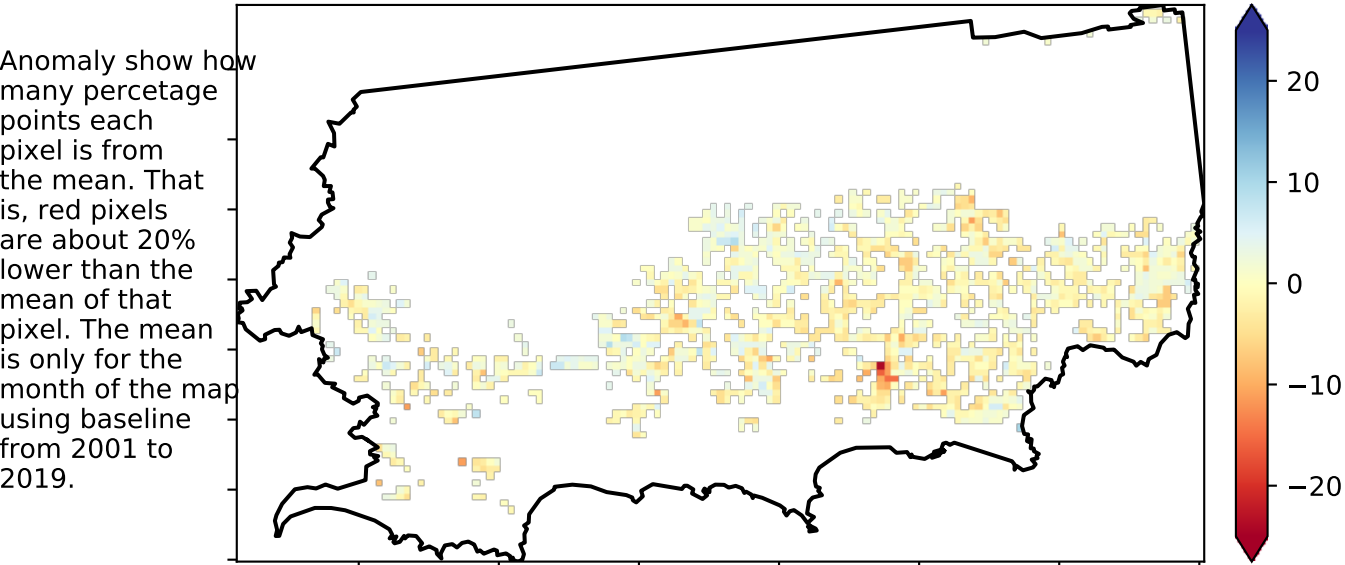 Anomaly show how
many percetage
points each
pixel is from
the mean. That
is, red pixels
are about 20%
lower than the
mean of that
pixel. The mean
is only for the
month of the map
using baseline
from 2001 to
2019.
20
10
0
−10
−20